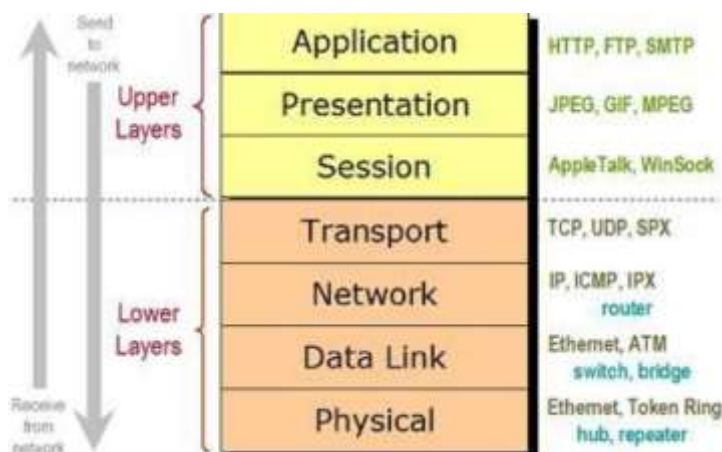 Send
to
network
Upper
Layers
Application
HTTP, FTP, SMTP
Presentation
JPEG, GIF, MPEG
Session
AppleTalk, WinSock
Lower
Layers
Transport
TCP, UDP, SPX
Network
IP, ICMP, IPX
router
Data Link
Ethernet, ATM
switch, bridge
Physical
Ethernet, Token Ring
hub, repeater
Receive
from
network